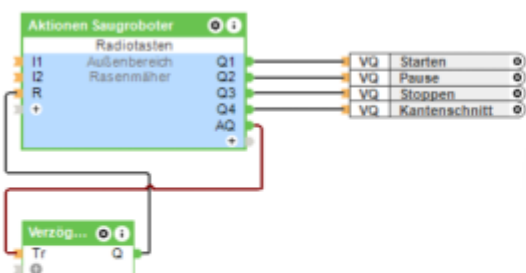 Aktionen Saugroboter
Radiotasten
I1 Außenbereich Q1
I2 Rasenmäher Q2
R Q3
+ Q4
AQ
+
VQ Starten
VQ Pause
VQ Stoppen
VQ Kantenschnitt
Verzög...
Tr Q